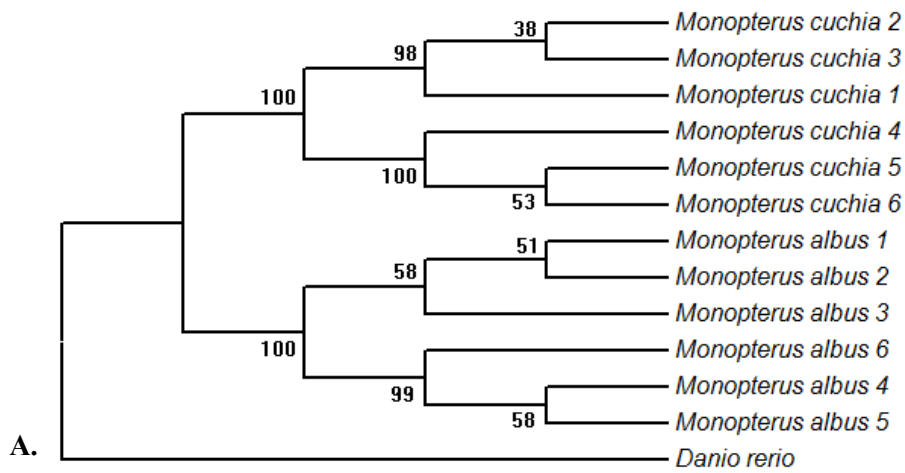 Monopterus cuchia 2
38
Monopterus cuchia 3
98
100
Monopterus cuchia 1
Monopterus cuchia 4
100
Monopterus cuchia 5
53
Monopterus cuchia 6
Monopterus albus 1
51
58
Monopterus albus 2
Monopterus albus 3
100
Monopterus albus 6
99
Monopterus albus 4
58
Monopterus albus 5
A.
Danio rerio